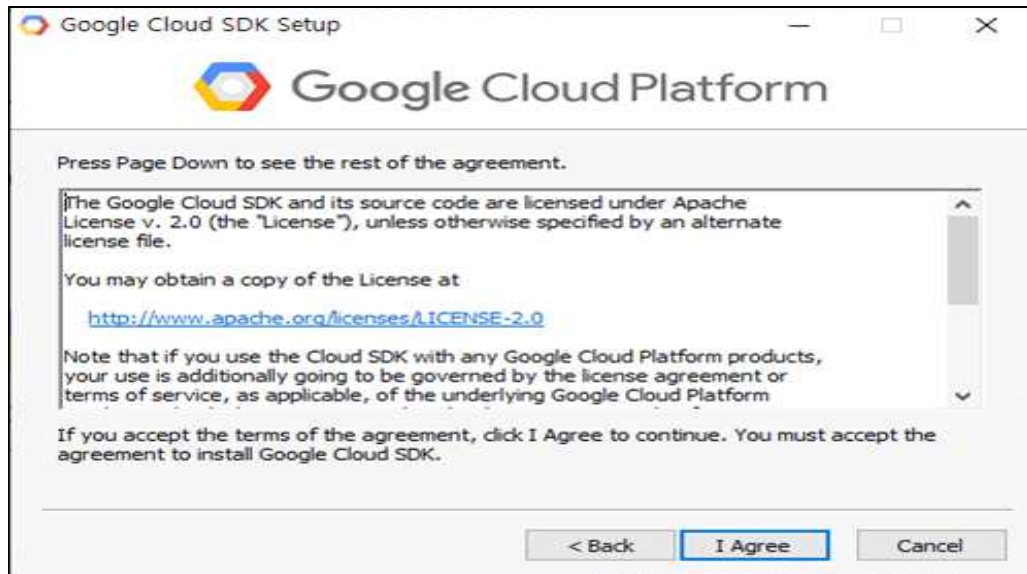 Google Cloud SDK Setup
Google Cloud Platform
Press Page Down to see the rest of the agreement.
The Google Cloud SDK and its source code are licensed under Apache
License v. 2.0 (the "License"), unless otherwise specified by an alternate
license file.
You may obtain a copy of the License at
http://www.apache.org/licenses/LICENSE-2.0
Note that if you use the Cloud SDK with any Google Cloud Platform products,
your use is additionally going to be governed by the license agreement or
terms of service, as applicable, of the underlying Google Cloud Platform
If you accept the terms of the agreement, click I Agree to continue. You must accept the
agreement to install Google Cloud SDK.
< Back I Agree Cancel